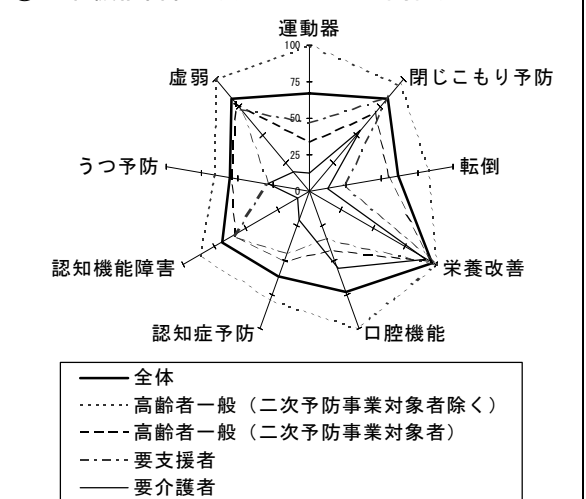 運動器
100
虚弱
75
閉じこもり予防
50
25
うつ予防
0
転倒
認知機能障害
栄養改善
認知症予防
口腔機能
全体
高齢者一般（二次予防事業対象者除く）
高齢者一般（二次予防事業対象者）
要支援者
要介護者